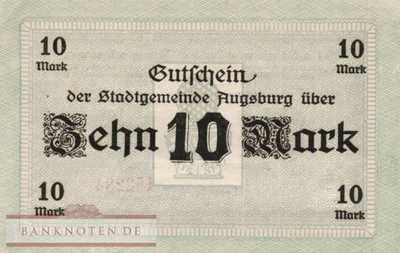 10 Mark
10 Mark
Gutschein
der Stadtgemeinde Augsburg über
Zehn 10 Mark
10 Mark
10 Mark
BANKNOTEN.DE